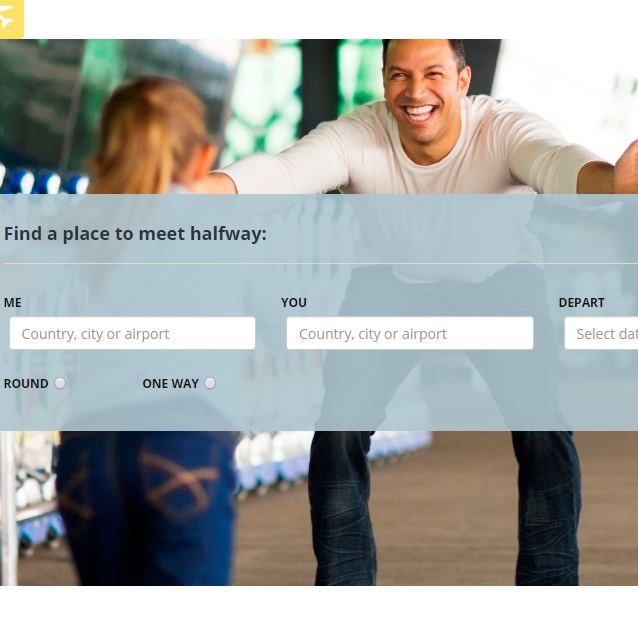 Find a place to meet halfway:
ME YOU DEPART
Country, city or airport Country, city or airport Select dat
ROUND ONE WAY